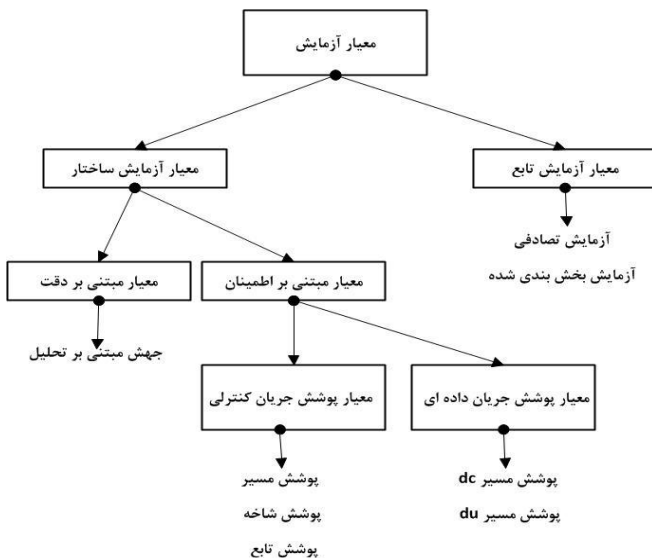 معیار آزمایش
معیار آزمایش تابع
معیار آزمایش ساختار
آزمایش تصادفی
آزمایش بخش بندی شده
معیار مبتنی بر اطمینان
معیار مبتنی بر دقت
جهش مبتنی بر تحلیل
معیار پوشش جریان داده ای
معیار پوشش جریان کنترلی
پوشش مسیر dc
پوشش مسیر du
پوشش مسیر
پوشش شاخه
پوشش تابع